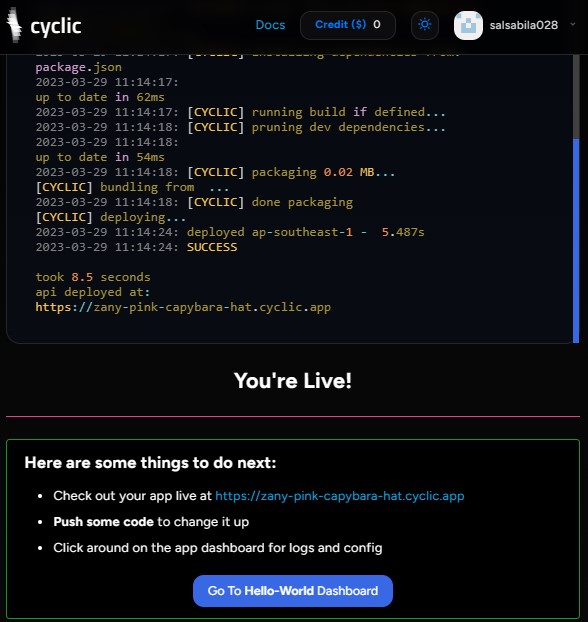 cyclic
Docs
Credit ($) 0
salsabila028
package.json
2023-03-29 11:14:17:
up to date in 62ms
2023-03-29 11:14:17: [CYCLIC] running build if defined...
2023-03-29 11:14:18: [CYCLIC] pruning dev dependencies...
2023-03-29 11:14:18:
up to date in 54ms
2023-03-29 11:14:18: [CYCLIC] packaging 0.02 MB...
[CYCLIC] bundling from  ...
2023-03-29 11:14:18: [CYCLIC] done packaging
[CYCLIC] deploying...
2023-03-29 11:14:24: deployed ap-southeast-1 -  5.487s
2023-03-29 11:14:24: SUCCESS
took 8.5 seconds
api deployed at:
https://zany-pink-capybara-hat.cyclic.app
You're Live!
Here are some things to do next:
• Check out your app live at https://zany-pink-capybara-hat.cyclic.app
• Push some code to change it up
• Click around on the app dashboard for logs and config
Go To Hello-World Dashboard